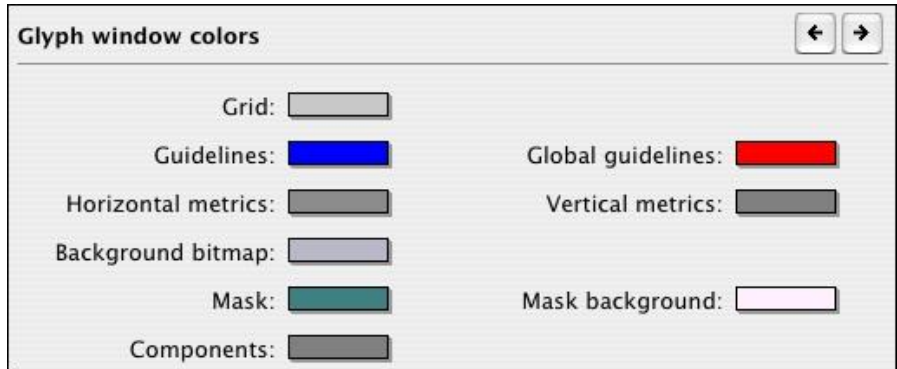 Glyph window colors
Grid:
Guidelines: Global guidelines:
Horizontal metrics: Vertical metrics:
Background bitmap:
Mask: Mask background:
Components: